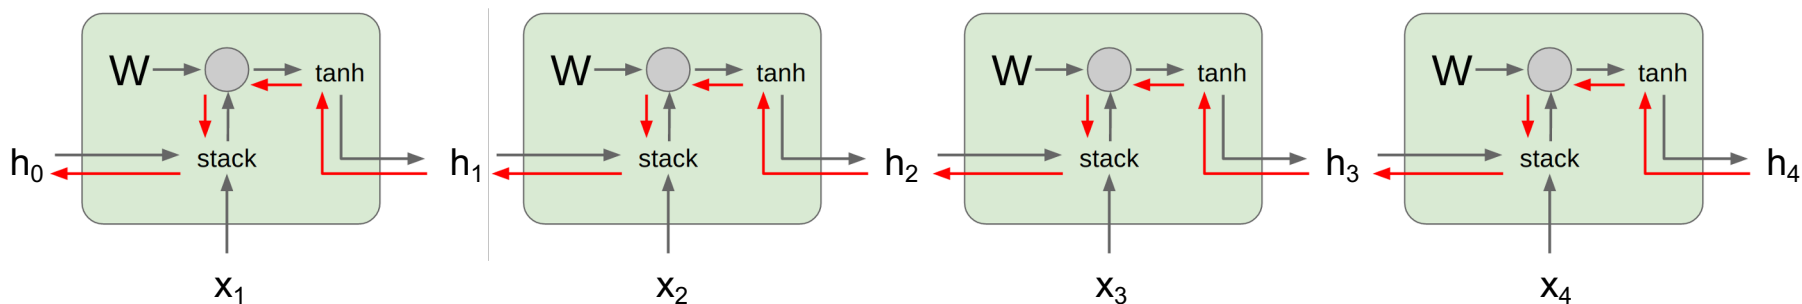 W tanh W tanh W tanh W tanh
h₀ stack h₁ stack h₂ stack h₃ stack h₄
x₁ x₂ x₃ x₄